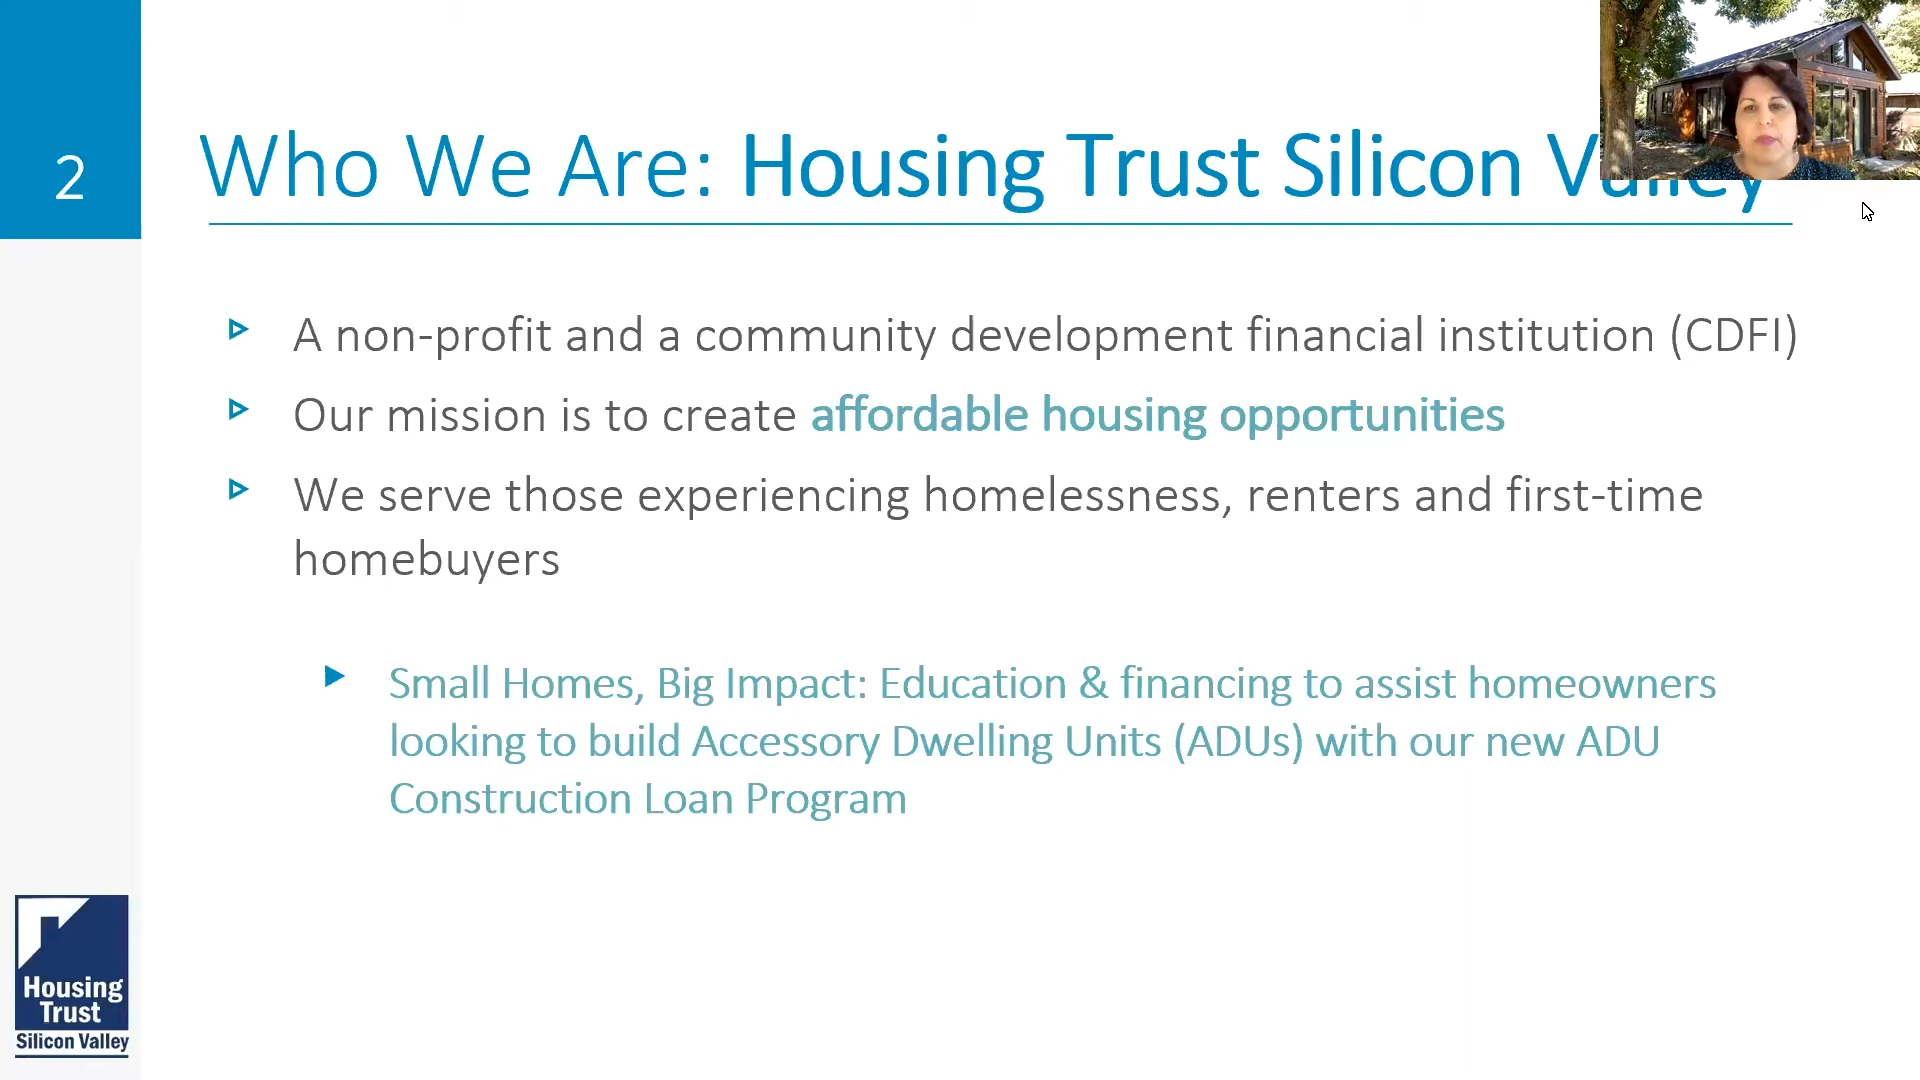 2
Who We Are: Housing Trust Silicon Valley
A non-profit and a community development financial institution (CDFI)
Our mission is to create affordable housing opportunities
We serve those experiencing homelessness, renters and first-time
homebuyers
Small Homes, Big Impact: Education & financing to assist homeowners
looking to build Accessory Dwelling Units (ADUs) with our new ADU
Construction Loan Program
Housing
Trust
Silicon Valley